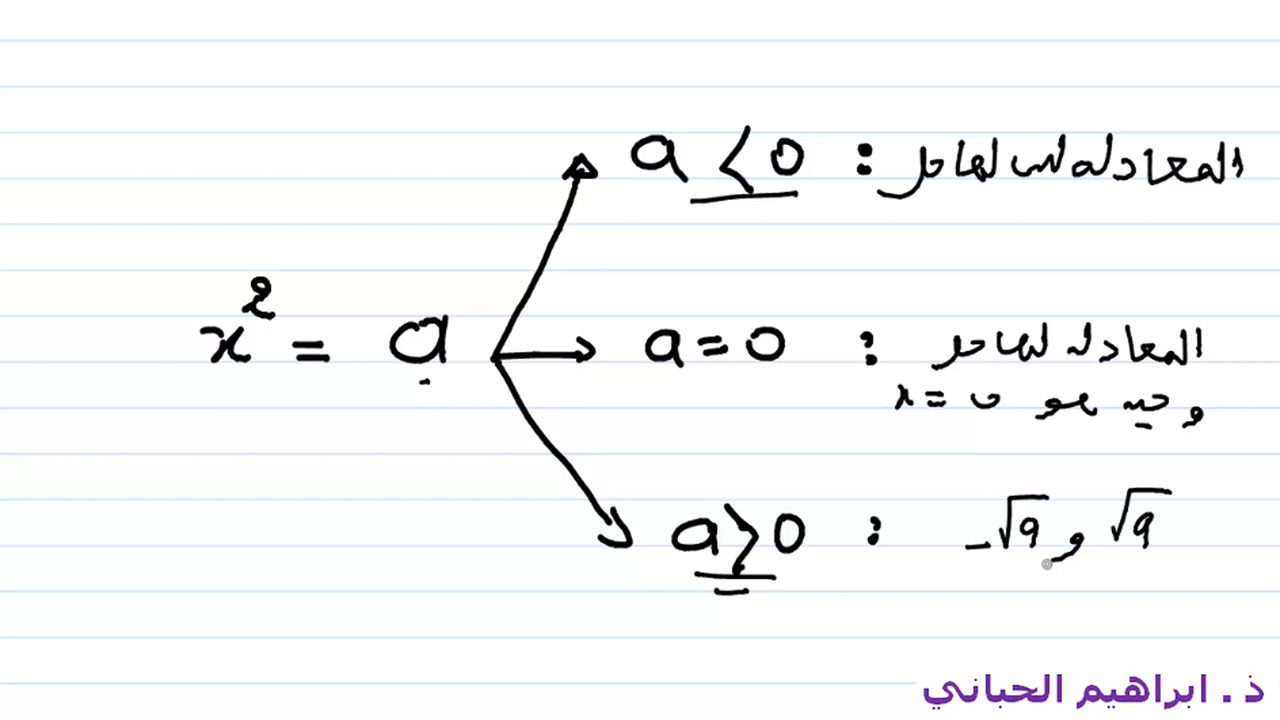 a < 0 : المعادلة ليس لها حل
x² = a
a = 0 : المعادلة لها حل
وحيد هو x = 0
a > 0 : √a و -√a
ذ . ابراهيم الحباني